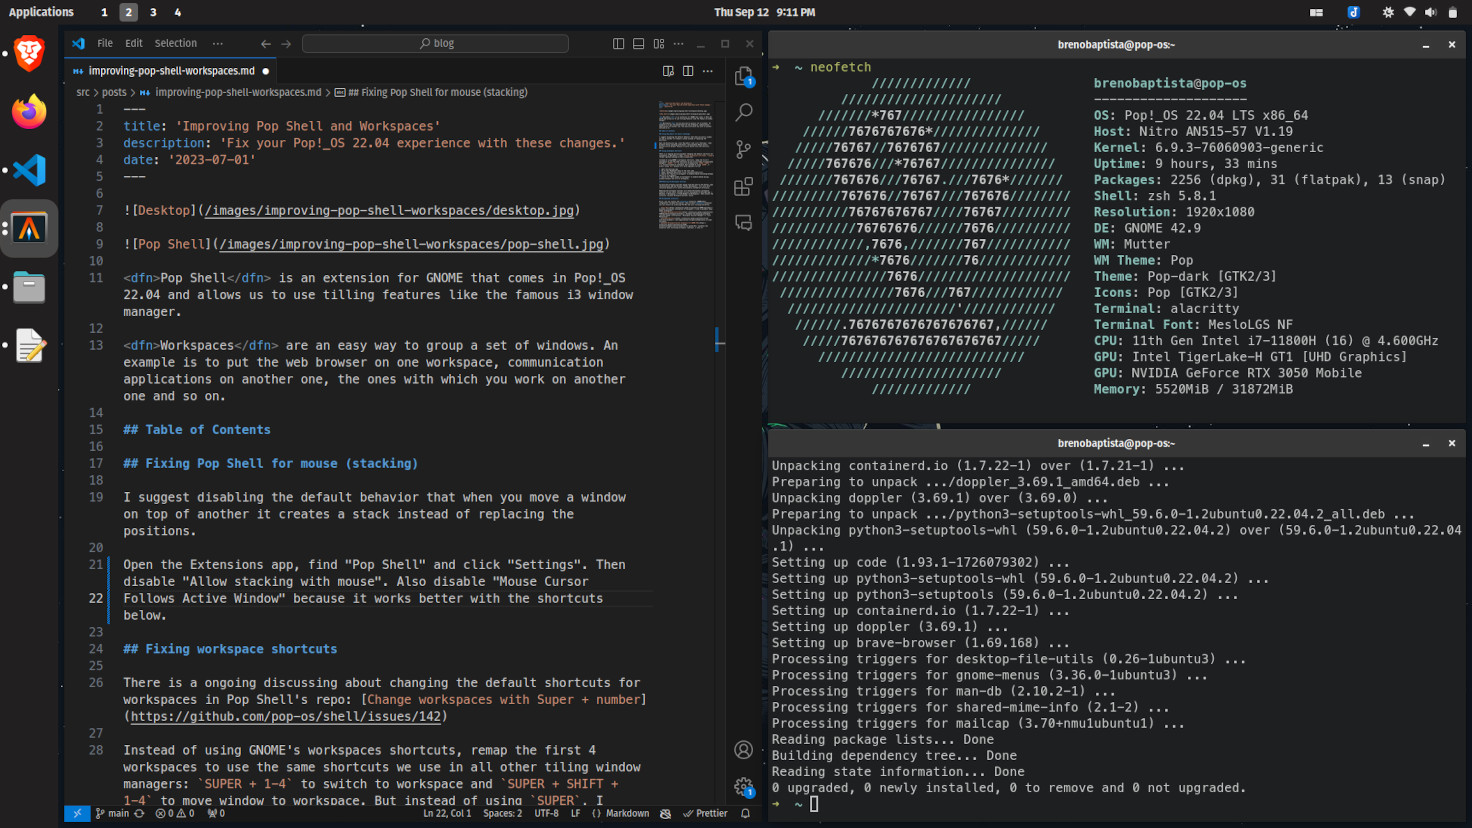 Applications 1 2 3 4
Thu Sep 12 9:11 PM
File Edit Selection ···
blog
improving-pop-shell-workspaces.md
src > posts > improving-pop-shell-workspaces.md > ## Fixing Pop Shell for mouse (stacking)
1 ---
2 title: 'Improving Pop Shell and Workspaces'
3 description: 'Fix your Pop!_OS 22.04 experience with these changes.'
4 date: '2023-07-01'
5 ---
6
7 ![Desktop](/images/improving-pop-shell-workspaces/desktop.jpg)
8
9 ![Pop Shell](/images/improving-pop-shell-workspaces/pop-shell.jpg)
10
11 <dfn>Pop Shell</dfn> is an extension for GNOME that comes in Pop!_OS
22.04 and allows us to use tilling features like the famous i3 window
manager.
12
13 <dfn>Workspaces</dfn> are an easy way to group a set of windows. An
example is to put the web browser on one workspace, communication
applications on another one, the ones with which you work on another
one and so on.
14
15 ## Table of Contents
16
17 ## Fixing Pop Shell for mouse (stacking)
18
19 I suggest disabling the default behavior that when you move a window
on top of another it creates a stack instead of replacing the
positions.
20
21 Open the Extensions app, find "Pop Shell" and click "Settings". Then
disable "Allow stacking with mouse". Also disable "Mouse Cursor
22 Follows Active Window" because it works better with the shortcuts
below.
23
24 ## Fixing workspace shortcuts
25
26 There is a ongoing discussing about changing the default shortcuts for
workspaces in Pop Shell's repo: [Change workspaces with Super + number]
(https://github.com/pop-os/shell/issues/142)
27
28 Instead of using GNOME's workspaces shortcuts, remap the first 4
workspaces to use the same shortcuts we use in all other tiling window
managers: `SUPER + 1-4` to switch to workspace and `SUPER + SHIFT +
1-4` to move window to workspace. But instead of using `SUPER`, I
1
1
main 0 0 0 Ln 22, Col 1 Spaces: 2 UTF-8 LF {} Markdown Prettier
brenobaptista@pop-os:~
➜ ~ neofetch
/////////////
/////////////////////
///////*767////////////////
//////7676767676*//////////////
/////76767//7676767//////////////
/////767676///*76767///////////////
///////767676///76767.///7676*///////
/////////767676//76767///767676////////
//////////76767676767////76767/////////
///////////76767676//////7676//////////
////////////,7676,///////767///////////
/////////////*7676///////76////////////
///////////////7676////////////////////
///////////////7676///767////////////
//////////////////////'////////////
//////.7676767676767676767,//////
/////767676767676767676767/////
///////////////////////////
/////////////////////
/////////////
brenobaptista@pop-os
--------------------
OS: Pop!_OS 22.04 LTS x86_64
Host: Nitro AN515-57 V1.19
Kernel: 6.9.3-76060903-generic
Uptime: 9 hours, 33 mins
Packages: 2256 (dpkg), 31 (flatpak), 13 (snap)
Shell: zsh 5.8.1
Resolution: 1920x1080
DE: GNOME 42.9
WM: Mutter
WM Theme: Pop
Theme: Pop-dark [GTK2/3]
Icons: Pop [GTK2/3]
Terminal: alacritty
Terminal Font: MesloLGS NF
CPU: 11th Gen Intel i7-11800H (16) @ 4.600GHz
GPU: Intel TigerLake-H GT1 [UHD Graphics]
GPU: NVIDIA GeForce RTX 3050 Mobile
Memory: 5520MiB / 31872MiB
brenobaptista@pop-os:~
Unpacking containerd.io (1.7.22-1) over (1.7.21-1) ...
Preparing to unpack .../doppler_3.69.1_amd64.deb ...
Unpacking doppler (3.69.1) over (3.69.0) ...
Preparing to unpack .../python3-setuptools-whl_59.6.0-1.2ubuntu0.22.04.2_all.deb ...
Unpacking python3-setuptools-whl (59.6.0-1.2ubuntu0.22.04.2) over (59.6.0-1.2ubuntu0.22.04
.1) ...
Setting up code (1.93.1-1726079302) ...
Setting up python3-setuptools-whl (59.6.0-1.2ubuntu0.22.04.2) ...
Setting up python3-setuptools (59.6.0-1.2ubuntu0.22.04.2) ...
Setting up containerd.io (1.7.22-1) ...
Setting up doppler (3.69.1) ...
Setting up brave-browser (1.69.168) ...
Processing triggers for desktop-file-utils (0.26-1ubuntu3) ...
Processing triggers for gnome-menus (3.36.0-1ubuntu3) ...
Processing triggers for man-db (2.10.2-1) ...
Processing triggers for shared-mime-info (2.1-2) ...
Processing triggers for mailcap (3.70+nmu1ubuntu1) ...
Reading package lists... Done
Building dependency tree... Done
Reading state information... Done
0 upgraded, 0 newly installed, 0 to remove and 0 not upgraded.
➜ ~